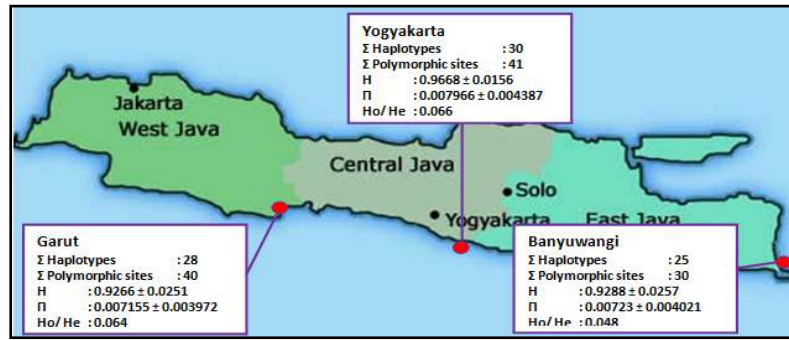 Yogyakarta
Σ Haplotypes : 30
Σ Polymorphic sites : 41
H : 0.9668 ± 0.0156
Π : 0.007966 ± 0.004387
Ho/ He : 0.066
Jakarta
West Java
Central Java
Solo
Yogyakarta
East Java
Garut
Σ Haplotypes : 28
Σ Polymorphic sites : 40
H : 0.9266 ± 0.0251
Π : 0.007155 ± 0.003972
Ho/ He : 0.064
Banyuwangi
Σ Haplotypes : 25
Σ Polymorphic sites : 30
H : 0.9288 ± 0.0257
Π : 0.00723 ± 0.004021
Ho/ He : 0.048